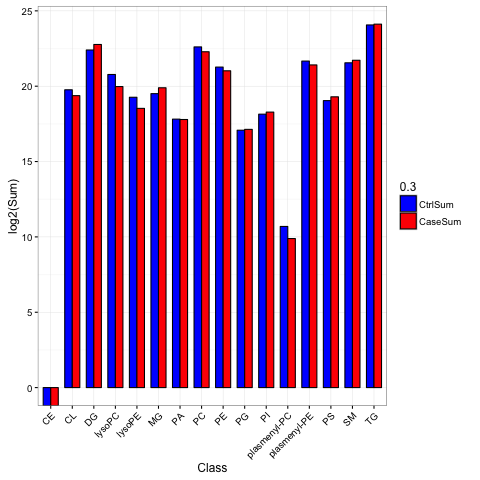 25
20
15
10
5
0
log2(Sum)
CE
CL
DG
lysoPC
lysoPE
MG
PA
PC
PE
PG
PI
plasmenyl-PC
plasmenyl-PE
PS
SM
TG
Class
0.3
CtrlSum
CaseSum